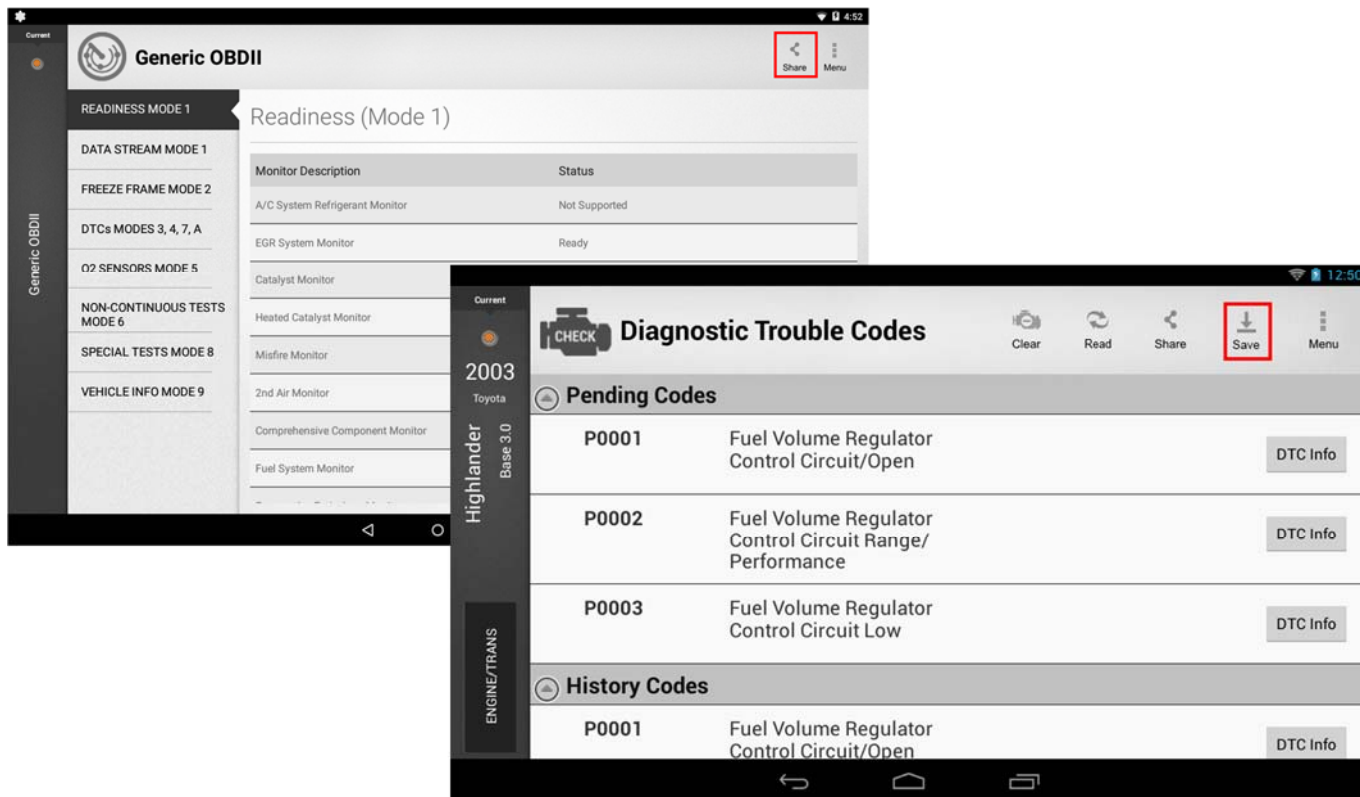 4:52
Current
Generic OBDII
Share
Menu
Generic OBDII
READINESS MODE 1
DATA STREAM MODE 1
FREEZE FRAME MODE 2
DTCs MODES 3, 4, 7, A
O2 SENSORS MODE 5
NON-CONTINUOUS TESTS
MODE 6
SPECIAL TESTS MODE 8
VEHICLE INFO MODE 9
Readiness (Mode 1)
Monitor Description Status
A/C System Refrigerant Monitor Not Supported
EGR System Monitor Ready
Catalyst Monitor
Heated Catalyst Monitor
Misfire Monitor
2nd Air Monitor
Comprehensive Component Monitor
Fuel System Monitor
12:50
Current
2003
Toyota
Highlander
Base 3.0
ENGINE/TRANS
CHECK
Diagnostic Trouble Codes
Clear
Read
Share
Save
Menu
Pending Codes
P0001 Fuel Volume Regulator
Control Circuit/Open
DTC Info
P0002 Fuel Volume Regulator
Control Circuit Range/
Performance
DTC Info
P0003 Fuel Volume Regulator
Control Circuit Low
DTC Info
History Codes
P0001 Fuel Volume Regulator
Control Circuit/Open
DTC Info